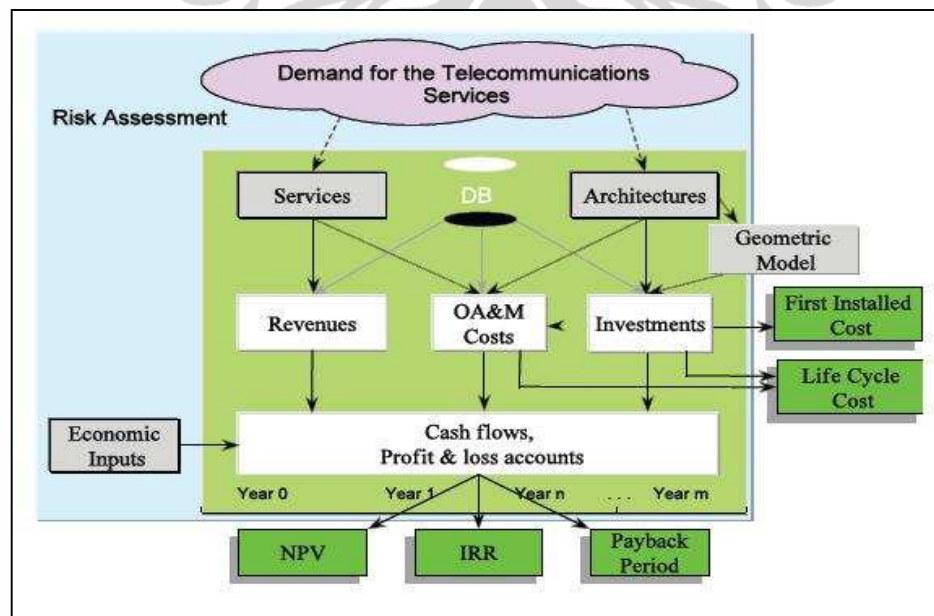 Demand for the Telecommunications
Services
Risk Assessment
Services
DB
Architectures
Geometric
Model
Revenues
OA&M
Costs
Investments
First Installed
Cost
Life Cycle
Cost
Economic
Inputs
Cash flows,
Profit & loss accounts
Year 0
Year 1
Year n
. . .
Year m
NPV
IRR
Payback
Period